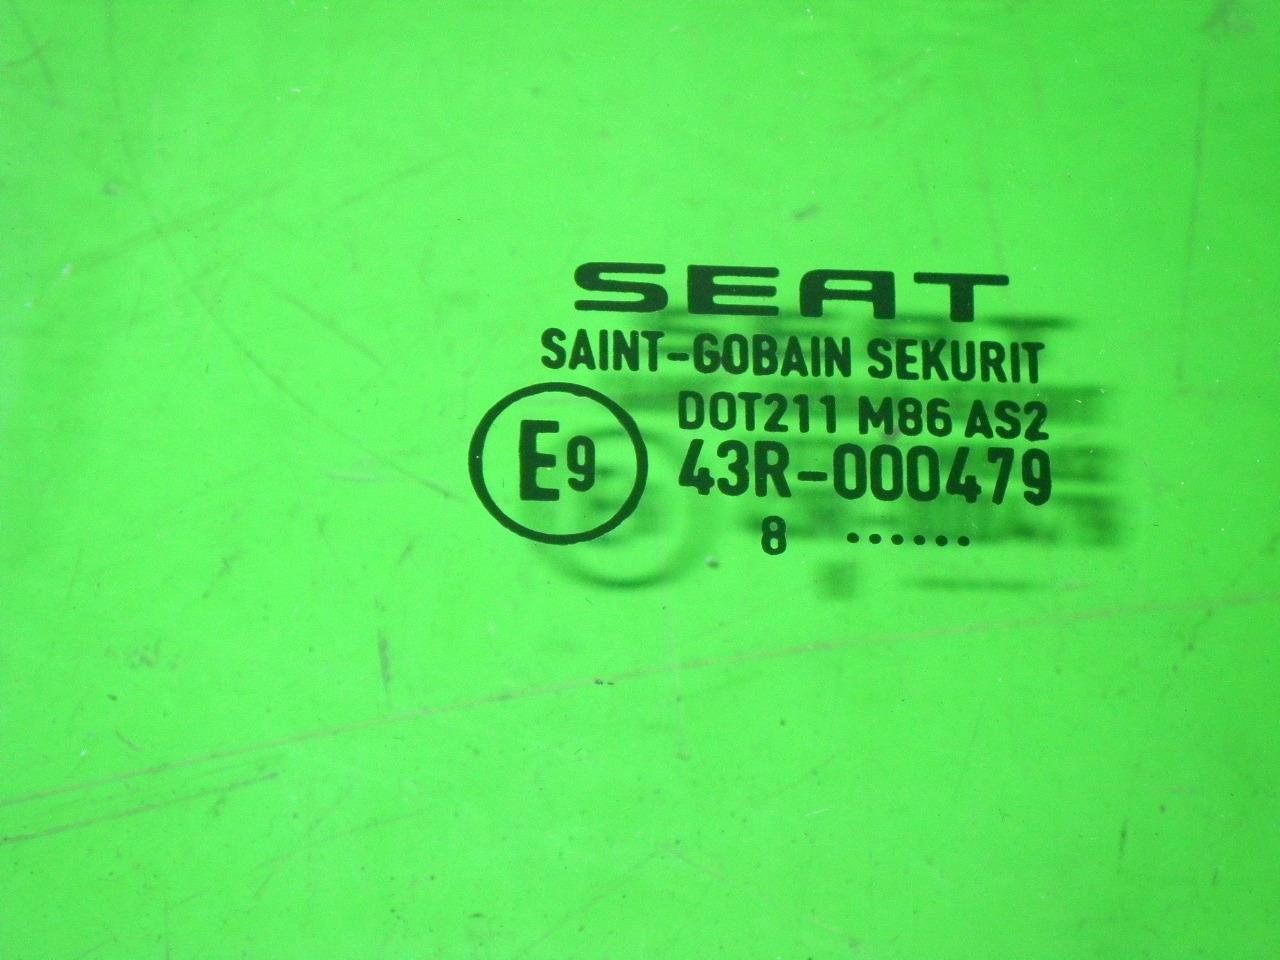 SEAT
SAINT-GOBAIN SEKURIT
DOT211 M86 AS2
E9 43R-000479
8 ......